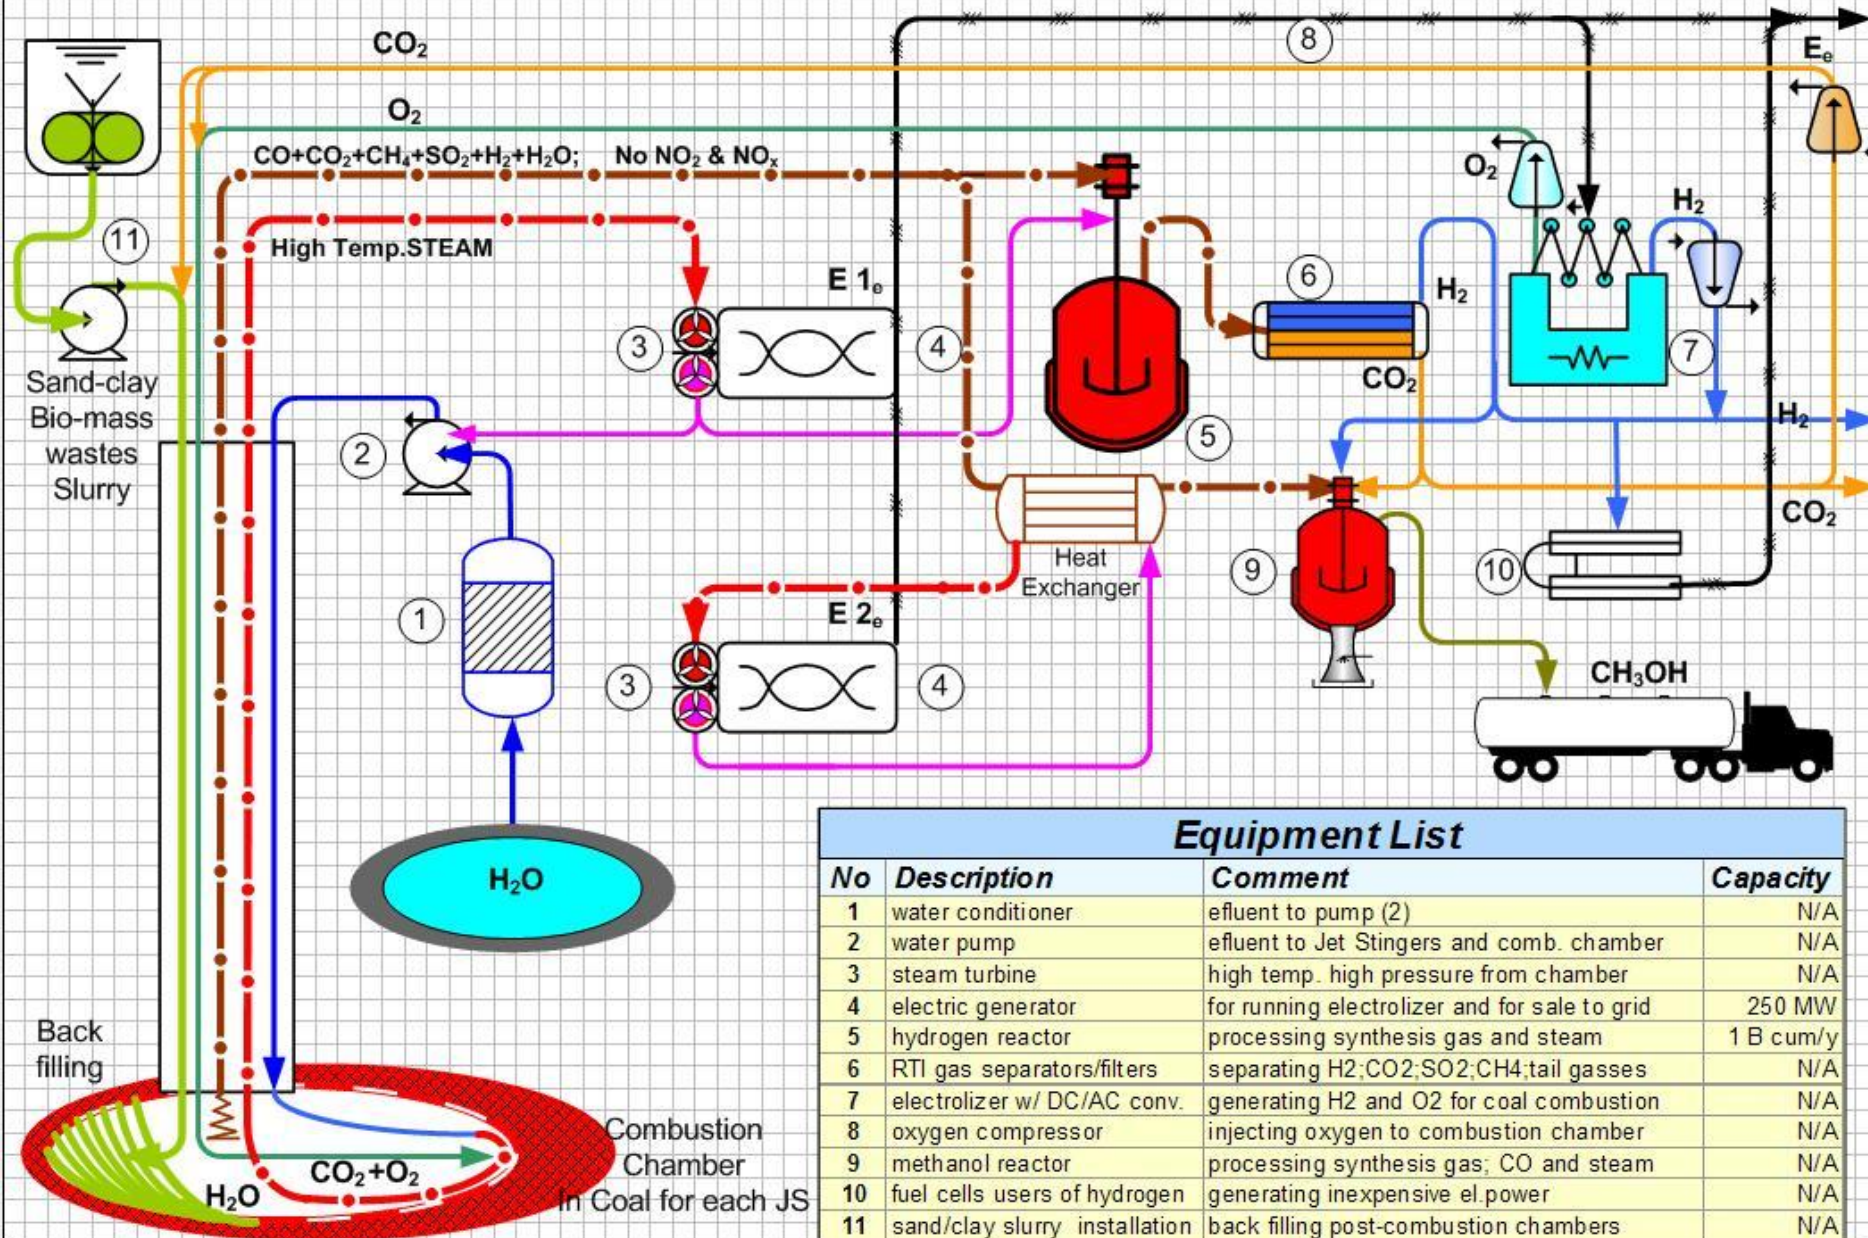 CO₂
8
Eₑ
O₂
CO+CO₂+CH₄+SO₂+H₂+H₂O; No NO₂ & NOₓ
O₂
H₂
11
High Temp.STEAM
E 1ₑ
6
H₂
3
4
7
CO₂
Sand-clay
Bio-mass
wastes
Slurry
H₂
2
5
CO₂
Heat
Exchanger
9
10
1
E 2ₑ
3
4
CH₃OH
H₂O
Back
filling
Combustion
Chamber
In Coal for each JS
CO₂+O₂
H₂O
Equipment List
No Description Comment Capacity
1 water conditioner efluent to pump (2) N/A
2 water pump efluent to Jet Stingers and comb. chamber N/A
3 steam turbine high temp. high pressure from chamber N/A
4 electric generator for running electrolizer and for sale to grid 250 MW
5 hydrogen reactor processing synthesis gas and steam 1 B cum/y
6 RTI gas separators/filters separating H2;CO2;SO2;CH4;tail gasses N/A
7 electrolizer w/ DC/AC conv. generating H2 and O2 for coal combustion N/A
8 oxygen compressor injecting oxygen to combustion chamber N/A
9 methanol reactor processing synthesis gas; CO and steam N/A
10 fuel cells users of hydrogen generating inexpensive el.power N/A
11 sand/clay slurry installation back filling post-combustion chambers N/A